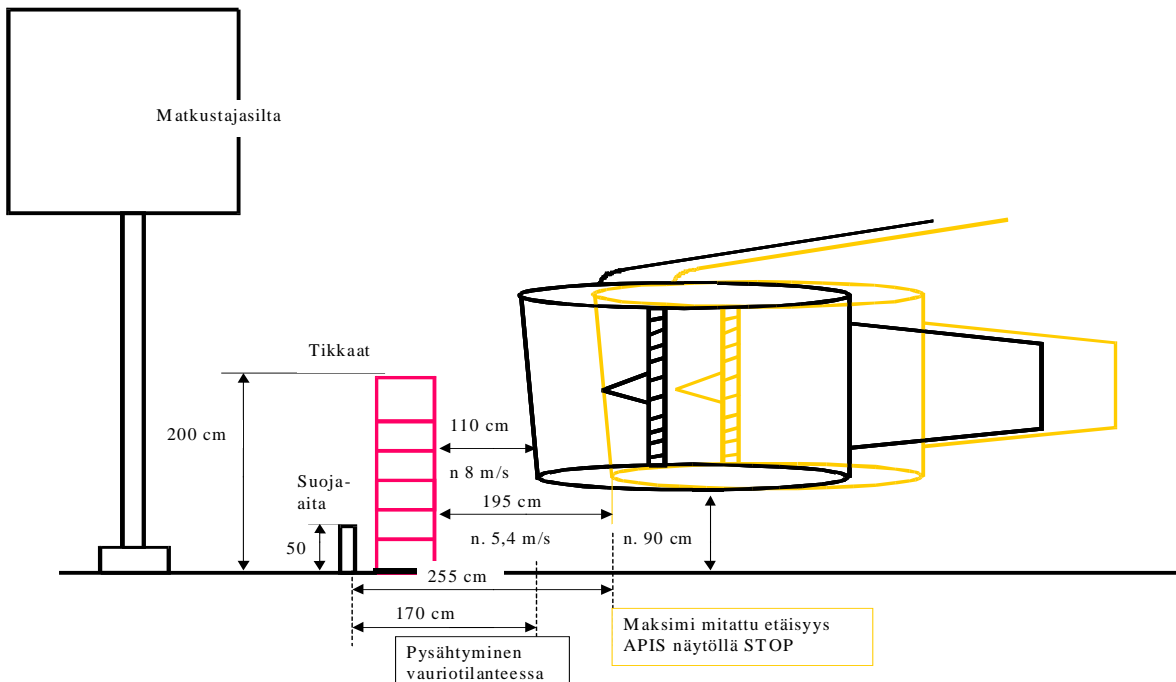 Matkustajasilta
Tikkaat
200 cm
110 cm
n 8 m/s
Suoja-
aita
195 cm
50
n. 5,4 m/s
n. 90 cm
255 cm
170 cm
Maksimi mitattu etäisyys
APIS näytöllä STOP
Pysähtyminen
vauriotilanteessa